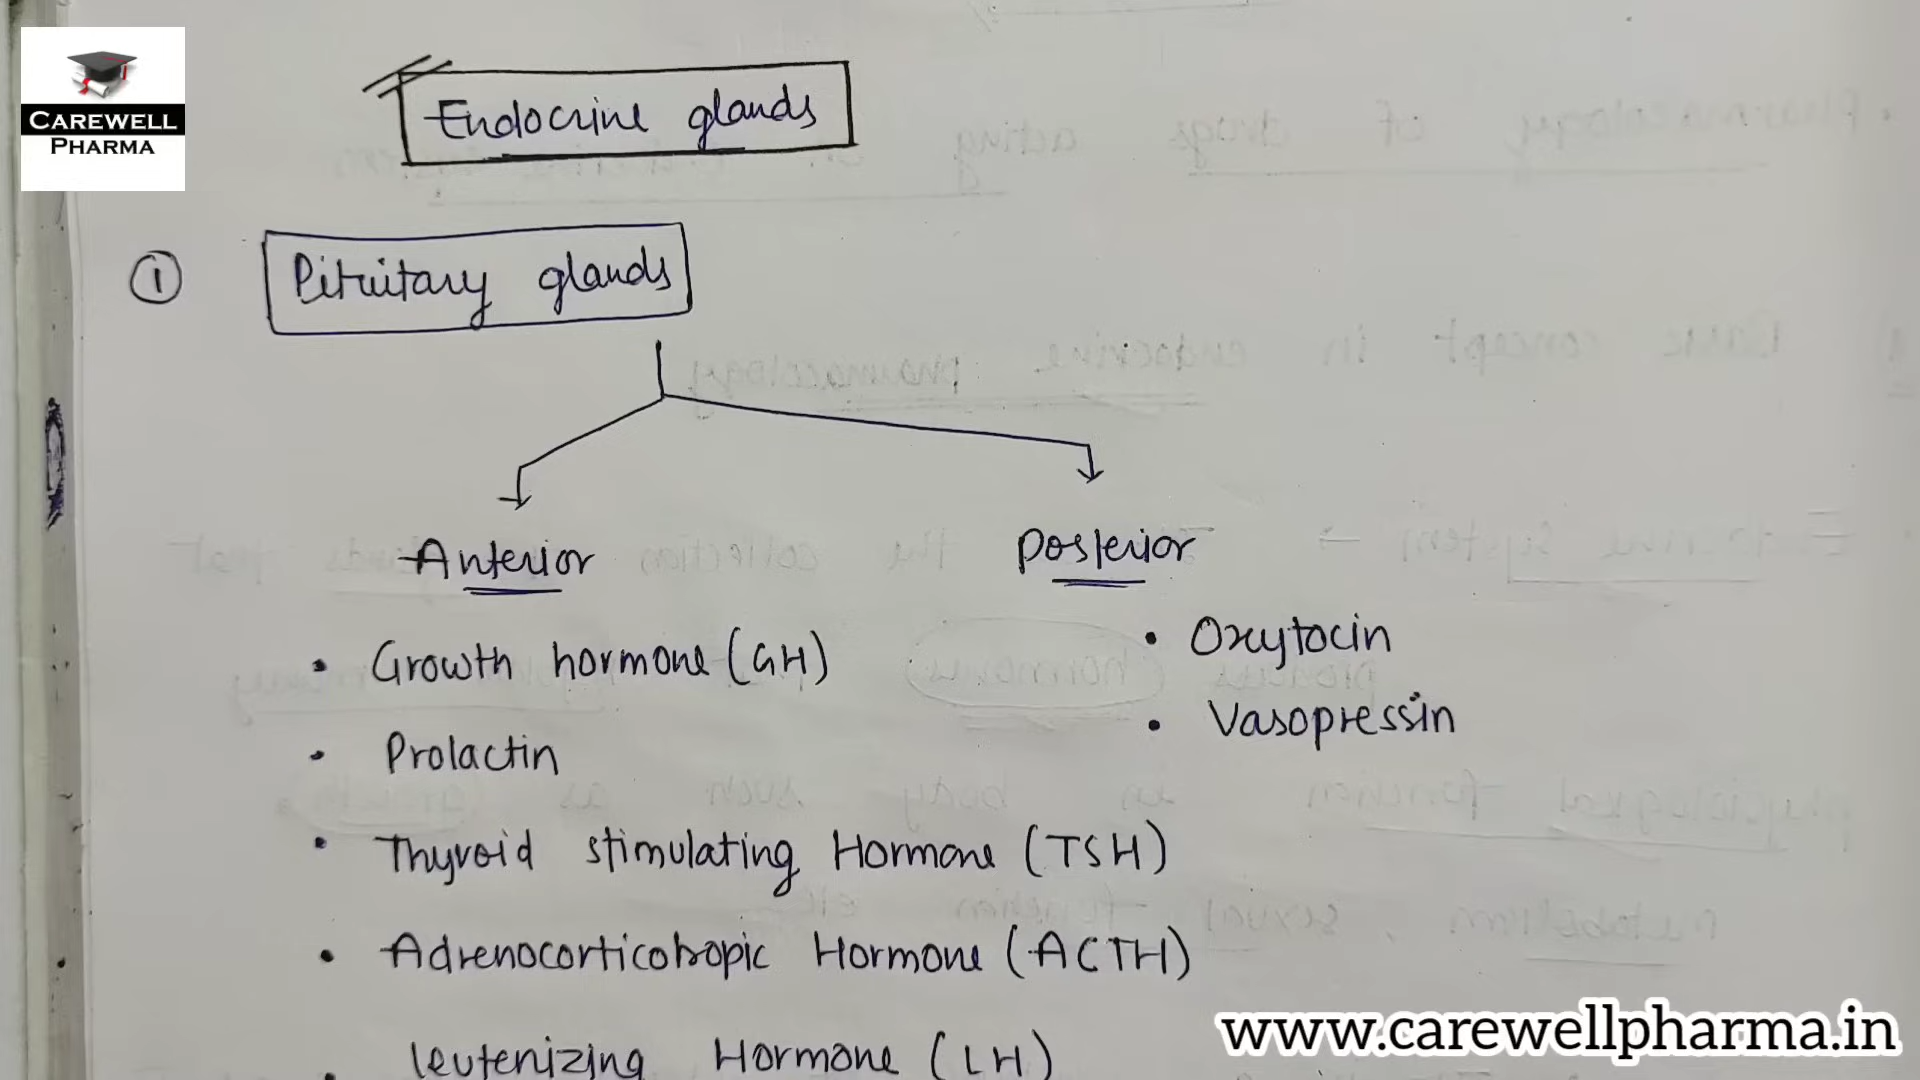 CAREWELL
PHARMA
Endocrine glands
① Pituitary glands
Anterior
Posterior
• Growth hormone (GH)
• Prolactin
• Thyroid stimulating Hormone (TSH)
• Adrenocorticotropic Hormone (ACTH)
• leutenizing Hormone (LH)
• Oxytocin
• Vasopressin
www.carewellpharma.in